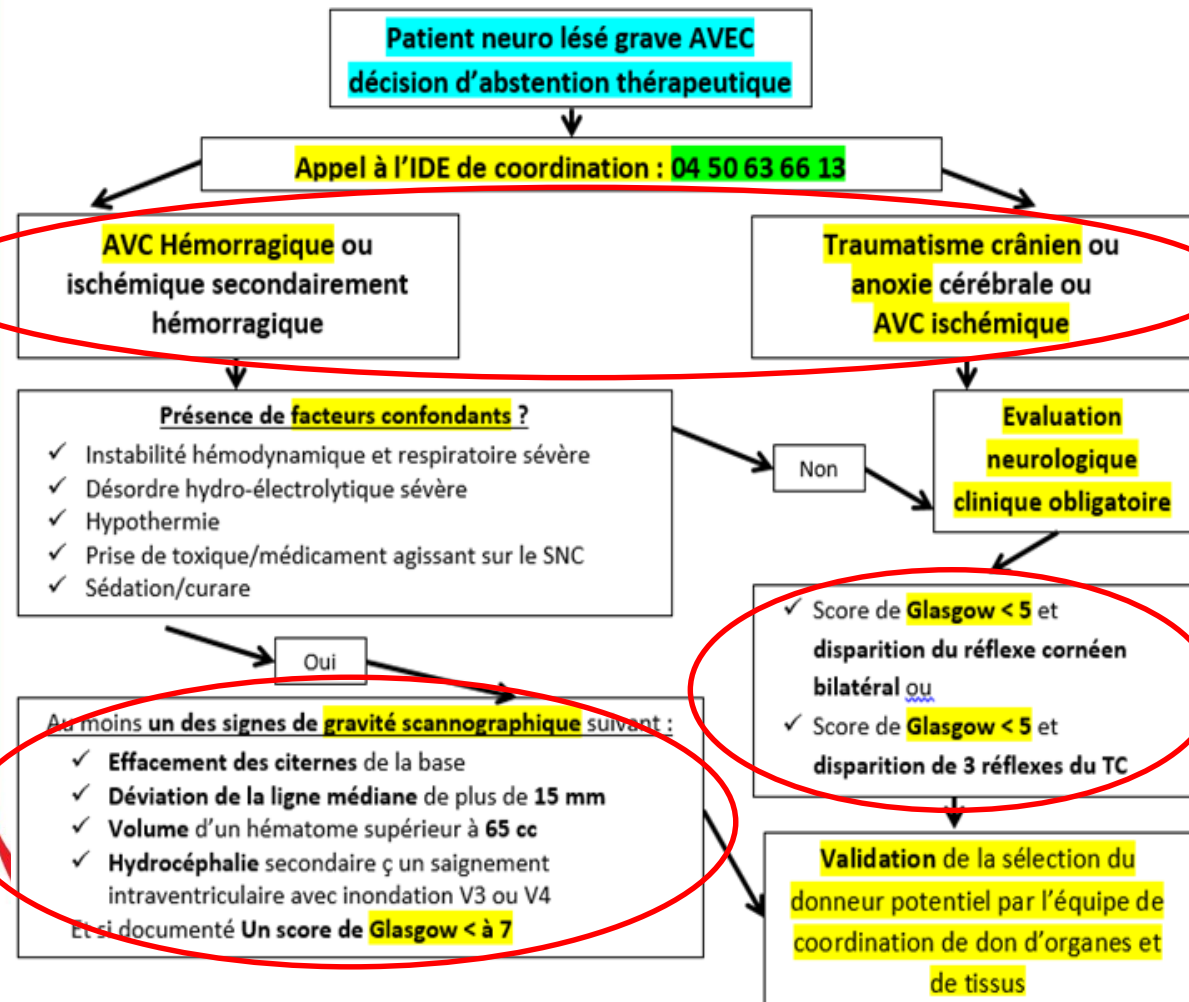 Patient neuro lésé grave AVEC
décision d'abstention thérapeutique
Appel à l'IDE de coordination : 04 50 63 66 13
AVC Hémorragique ou
ischémique secondairement
hémorragique
Traumatisme crânien ou
anoxie cérébrale ou
AVC ischémique
Présence de facteurs confondants ?
✓ Instabilité hémodynamique et respiratoire sévère
✓ Désordre hydro-électrolytique sévère
✓ Hypothermie
✓ Prise de toxique/médicament agissant sur le SNC
✓ Sédation/curare
Non
Evaluation
neurologique
clinique obligatoire
Oui
✓ Score de Glasgow < 5 et
disparition du réflexe cornéen
bilatéral ou
✓ Score de Glasgow < 5 et
disparition de 3 réflexes du TC
Au moins un des signes de gravité scannographique suivant :
✓ Effacement des citernes de la base
✓ Déviation de la ligne médiane de plus de 15 mm
✓ Volume d'un hématome supérieur à 65 cc
✓ Hydrocéphalie secondaire ç un saignement
intraventriculaire avec inondation V3 ou V4
Et si documenté Un score de Glasgow < à 7
Validation de la sélection du
donneur potentiel par l'équipe de
coordination de don d'organes et
de tissus